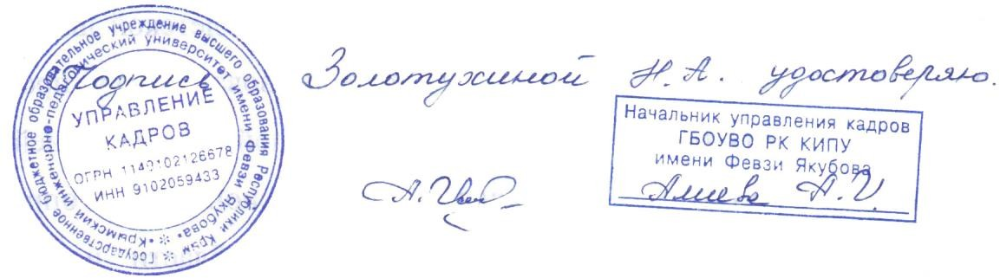 Подпись Золотухиной Н.А. удостоверяю.
Государственное бюджетное образовательное учреждение высшего образования Республики Крым
«Крымский инженерно-педагогический университет имени Февзи Якубова»
УПРАВЛЕНИЕ
КАДРОВ
ОГРН 1149102126678
ИНН 9102059433
Начальник управления кадров
ГБОУВО РК КИПУ
имени Февзи Якубова
Алиева А.И.